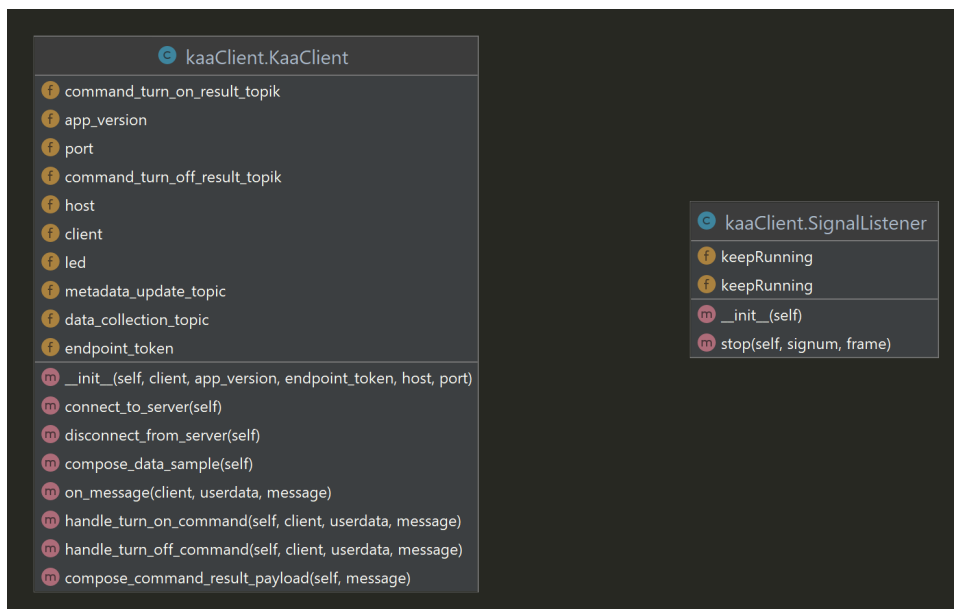 kaaClient.KaaClient
command_turn_on_result_topik
app_version
port
command_turn_off_result_topik
host
client
led
metadata_update_topic
data_collection_topic
endpoint_token
__init__(self, client, app_version, endpoint_token, host, port)
connect_to_server(self)
disconnect_from_server(self)
compose_data_sample(self)
on_message(client, userdata, message)
handle_turn_on_command(self, client, userdata, message)
handle_turn_off_command(self, client, userdata, message)
compose_command_result_payload(self, message)
kaaClient.SignalListener
keepRunning
keepRunning
__init__(self)
stop(self, signum, frame)